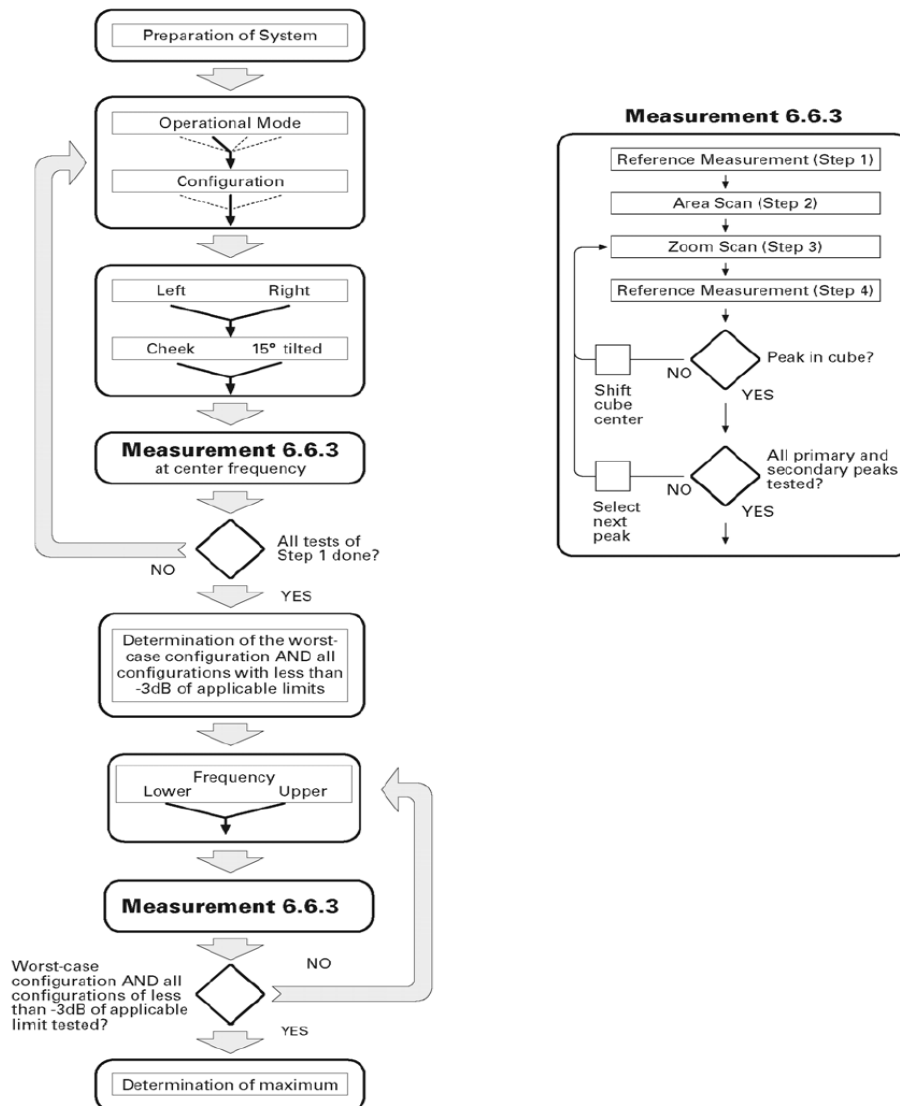 Preparation of System
Operational Mode
Configuration
Left Right
Cheek 15° tilted
Measurement 6.6.3
at center frequency
All tests of
Step 1 done?
NO
YES
Determination of the worst-
case configuration AND all
configurations with less than
-3dB of applicable limits
Frequency
Lower Upper
Measurement 6.6.3
Worst-case
configuration AND all
configurations of less
than -3dB of applicable
limit tested?
NO
YES
Determination of maximum
Measurement 6.6.3
Reference Measurement (Step 1)
Area Scan (Step 2)
Zoom Scan (Step 3)
Reference Measurement (Step 4)
Peak in cube?
NO
YES
Shift
cube
center
All primary and
secondary peaks
tested?
NO
YES
Select
next
peak